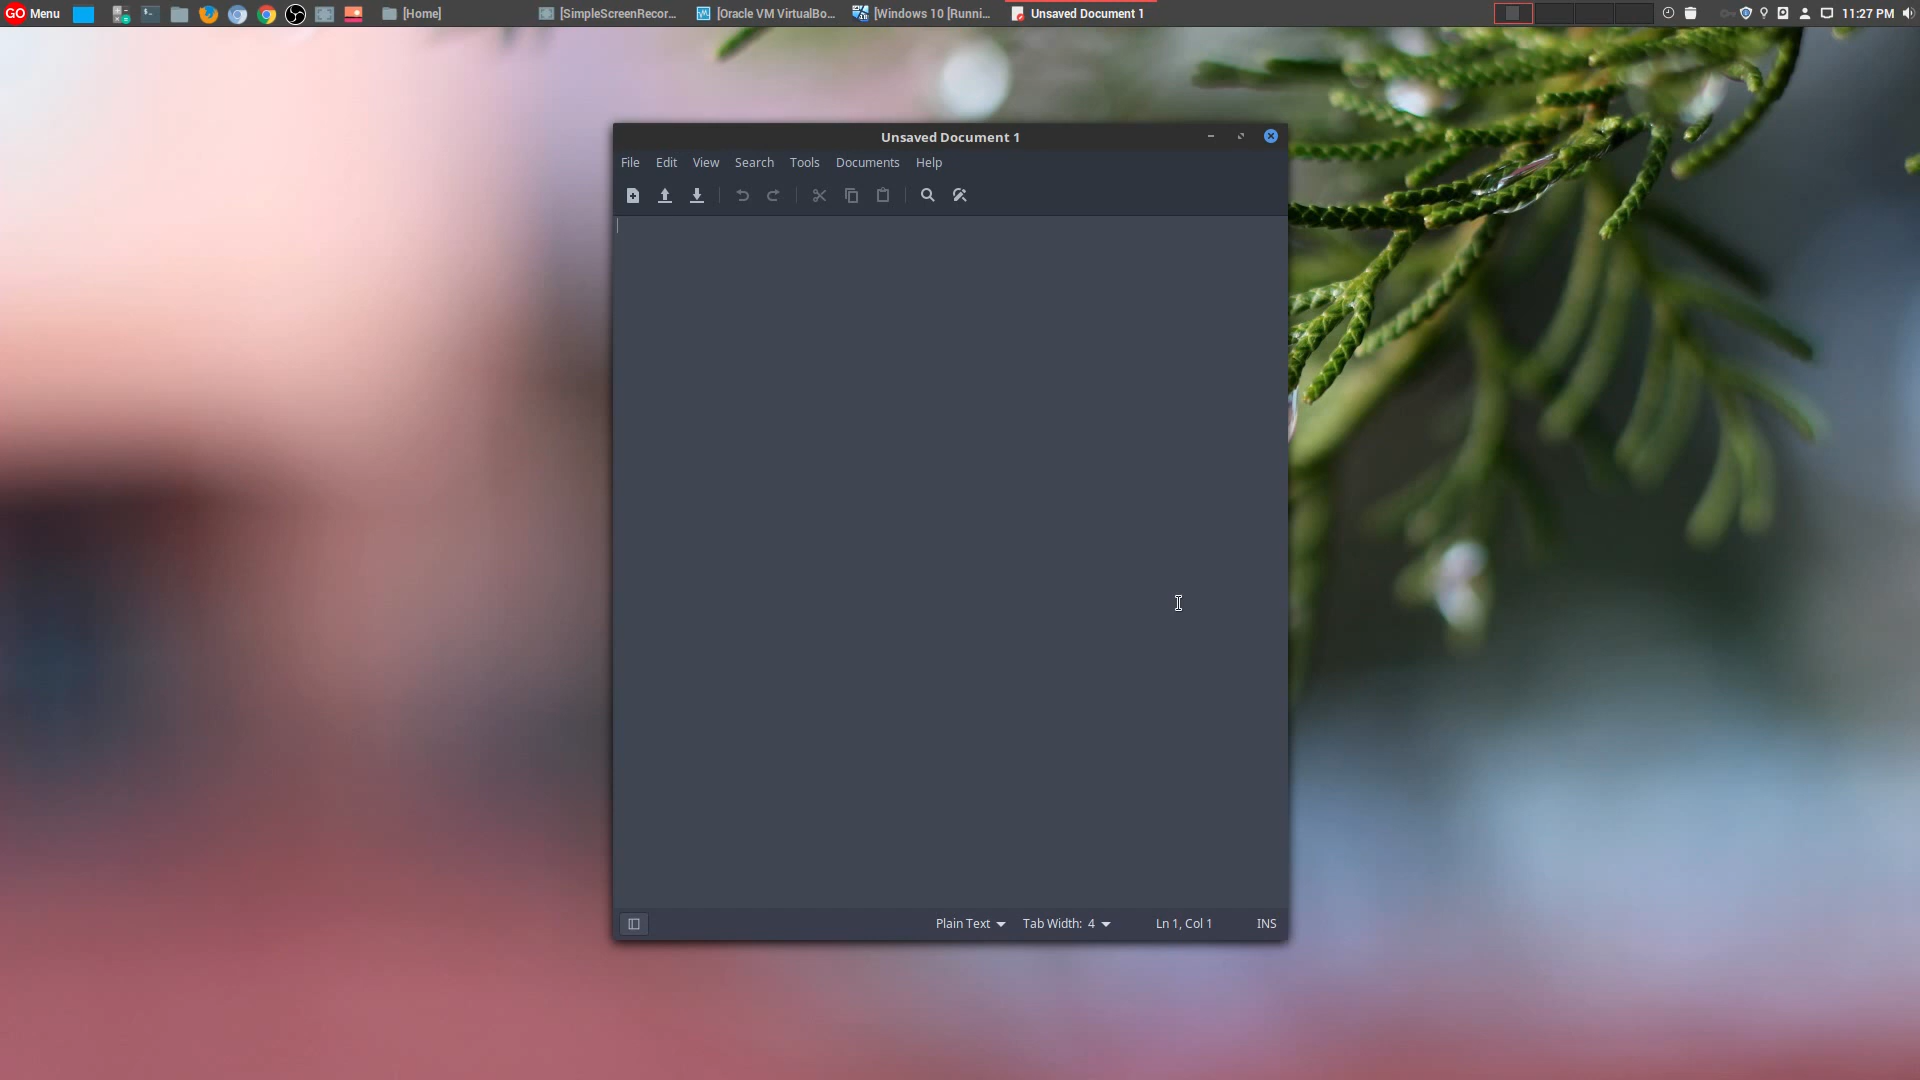 GO Menu [Home] [SimpleScreenRecor... [Oracle VM VirtualBo... [Windows 10 [Runni... Unsaved Document 1 11:27 PM
Unsaved Document 1
File Edit View Search Tools Documents Help
Plain Text Tab Width: 4 Ln 1, Col 1 INS